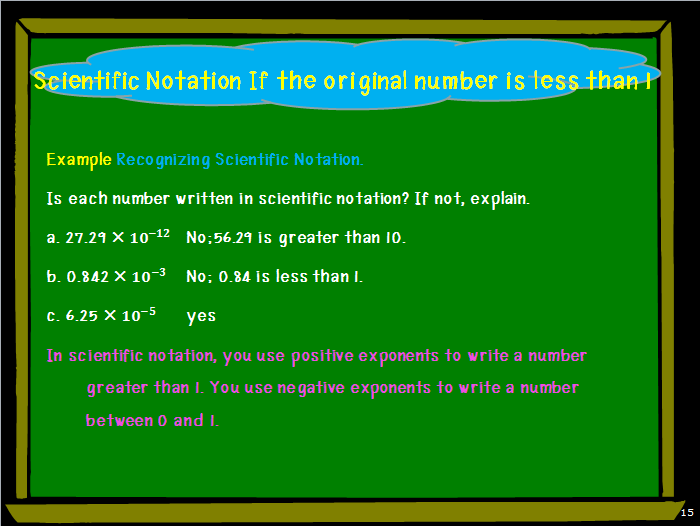 Scientific Notation If the original number is less than 1
Example Recognizing Scientific Notation.
Is each number written in scientific notation? If not, explain.
a. 27.29 × 10⁻¹² No;56.29 is greater than 10.
b. 0.842 × 10⁻³ No; 0.84 is less than 1.
c. 6.25 × 10⁻⁵ yes
In scientific notation, you use positive exponents to write a number
greater than 1. You use negative exponents to write a number
between 0 and 1.
15